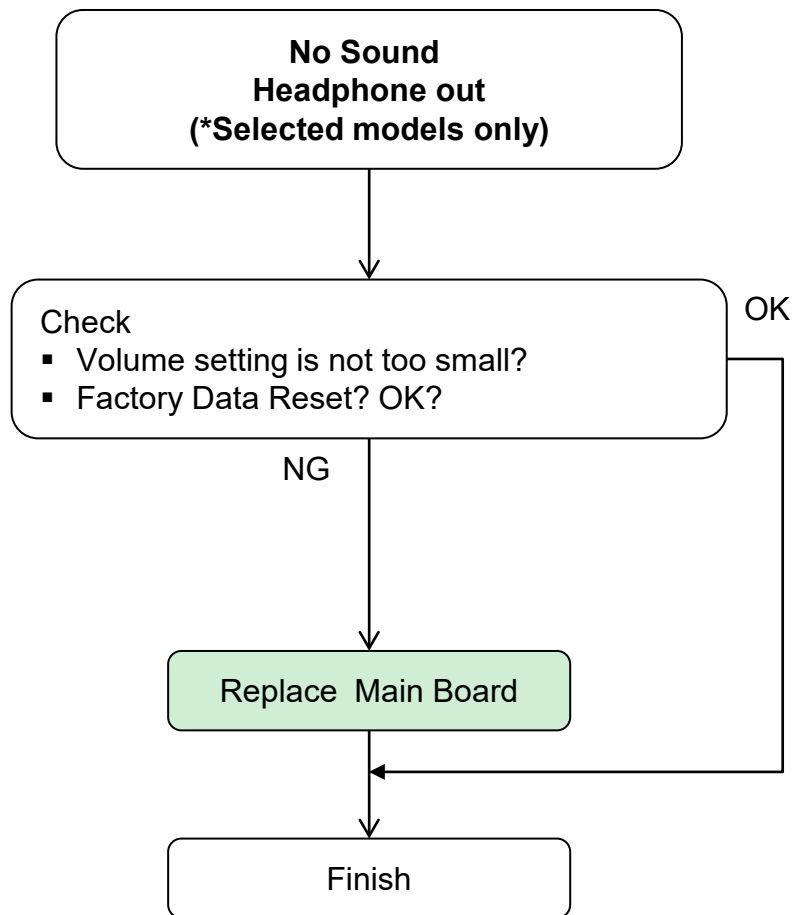 No Sound
Headphone out
(*Selected models only)
Check
▪ Volume setting is not too small?
▪ Factory Data Reset? OK?
OK
NG
Replace  Main Board
Finish